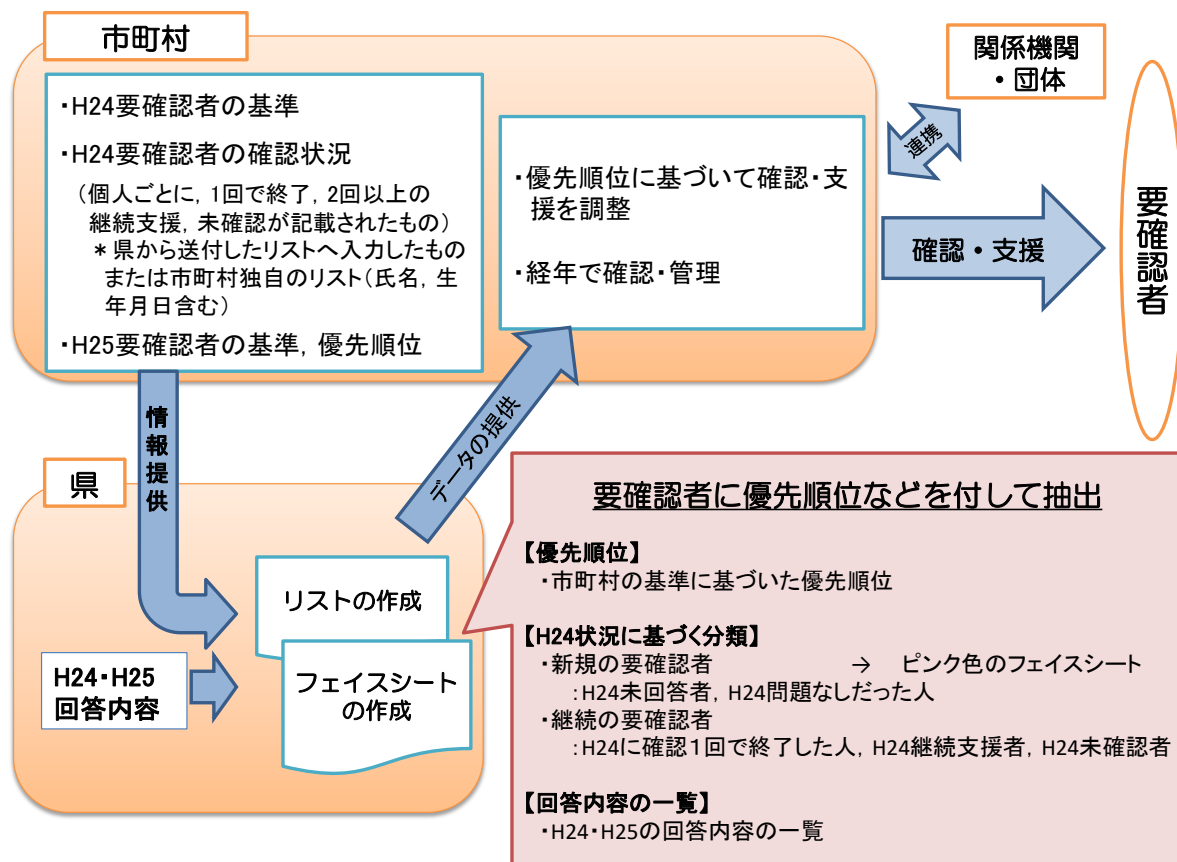 市町村
・H24要確認者の基準
・H24要確認者の確認状況
（個人ごとに，1回で終了，2回以上の
継続支援，未確認が記載されたもの）
＊県から送付したリストへ入力したもの
または市町村独自のリスト（氏名，生
年月日含む）
・H25要確認者の基準，優先順位
・優先順位に基づいて確認・支
援を調整
・経年で確認・管理
関係機関
・団体
連携
確認・支援
要確認者
情報提供
データの提供
県
リストの作成
フェイスシート
の作成
H24・H25
回答内容
要確認者に優先順位などを付して抽出
【優先順位】
・市町村の基準に基づいた優先順位
【H24状況に基づく分類】
・新規の要確認者 → ピンク色のフェイスシート
：H24未回答者，H24問題なしだった人
・継続の要確認者
：H24に確認１回で終了した人，H24継続支援者，H24未確認者
【回答内容の一覧】
・H24・H25の回答内容の一覧